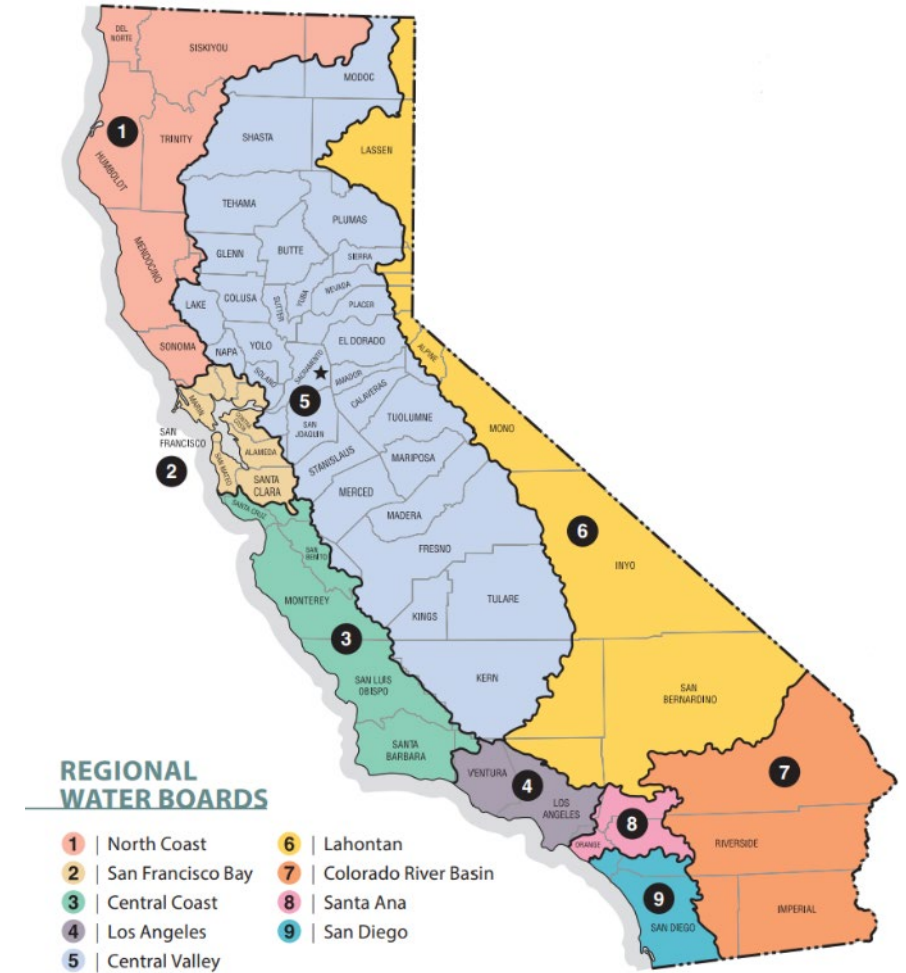 DEL
NORTE
SISKIYOU
MODOC
1
TRINITY
SHASTA
LASSEN
HUMBOLDT
TEHAMA
PLUMAS
MENDOCINO
GLENN
BUTTE
SIERRA
LAKE
COLUSA
SUTTER
YUBA
NEVADA
PLACER
SONOMA
NAPA
YOLO
EL DORADO
ALPINE
SOLANO
SACRAMENTO
AMADOR
CALAVERAS
5
MARIN
CONTRA
COSTA
SAN
JOAQUIN
TUOLUMNE
MONO
SAN
FRANCISCO
ALAMEDA
STANISLAUS
MARIPOSA
2
SAN MATEO
SANTA
CLARA
MERCED
SANTA CRUZ
MADERA
6
SAN
BENITO
FRESNO
INYO
MONTEREY
KINGS
TULARE
3
SAN LUIS
OBISPO
KERN
SAN
BERNARDINO
SANTA
BARBARA
VENTURA
4
7
LOS
ANGELES
8
ORANGE
RIVERSIDE
9
SAN DIEGO
IMPERIAL
REGIONAL
WATER BOARDS
1 | North Coast
2 | San Francisco Bay
3 | Central Coast
4 | Los Angeles
5 | Central Valley
6 | Lahontan
7 | Colorado River Basin
8 | Santa Ana
9 | San Diego